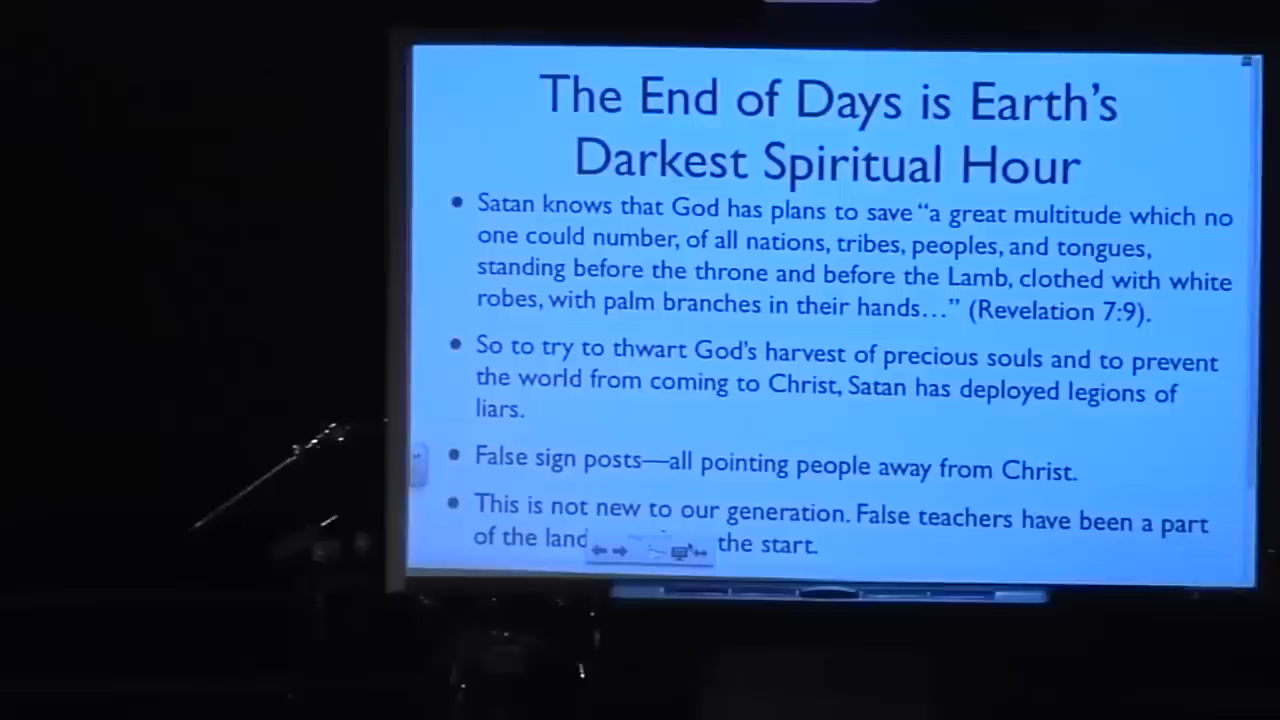 The End of Days is Earth's
Darkest Spiritual Hour
• Satan knows that God has plans to save “a great multitude which no
one could number, of all nations, tribes, peoples, and tongues,
standing before the throne and before the Lamb, clothed with white
robes, with palm branches in their hands…” (Revelation 7:9).
• So to try to thwart God's harvest of precious souls and to prevent
the world from coming to Christ, Satan has deployed legions of
liars.
• False sign posts—all pointing people away from Christ.
• This is not new to our generation. False teachers have been a part
of the land the start.